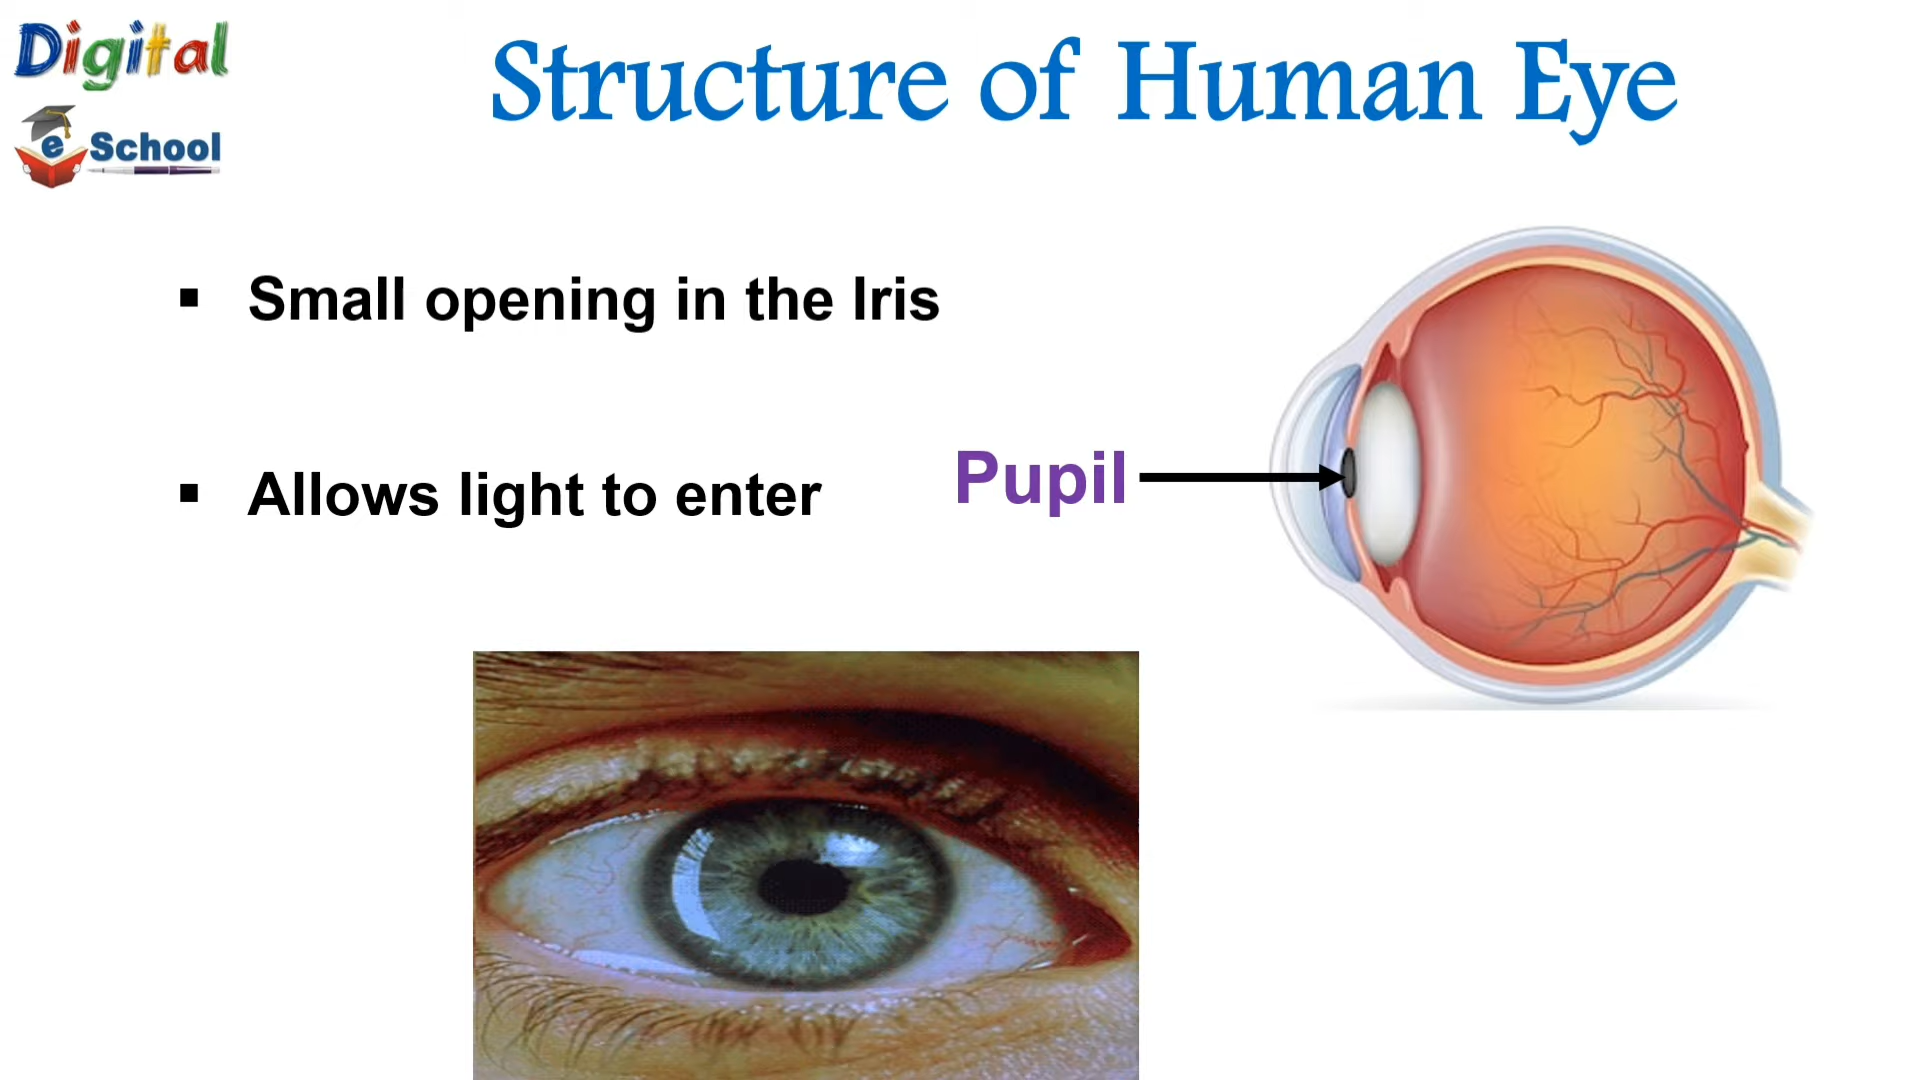 Digital
e School
Structure of Human Eye
▪ Small opening in the Iris
▪ Allows light to enter
Pupil